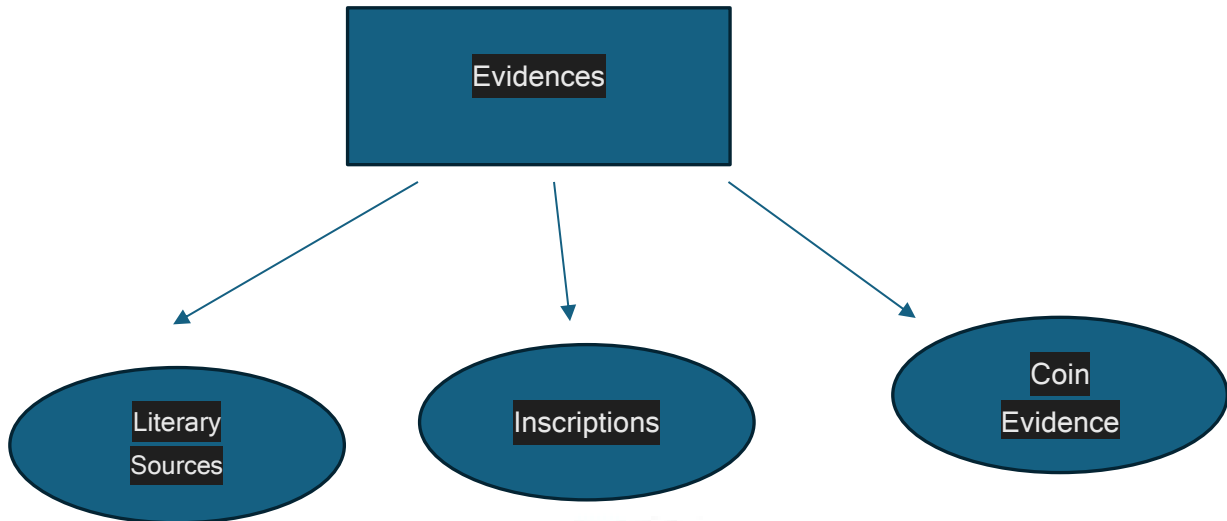 Evidences
Literary
Sources
Inscriptions
Coin
Evidence